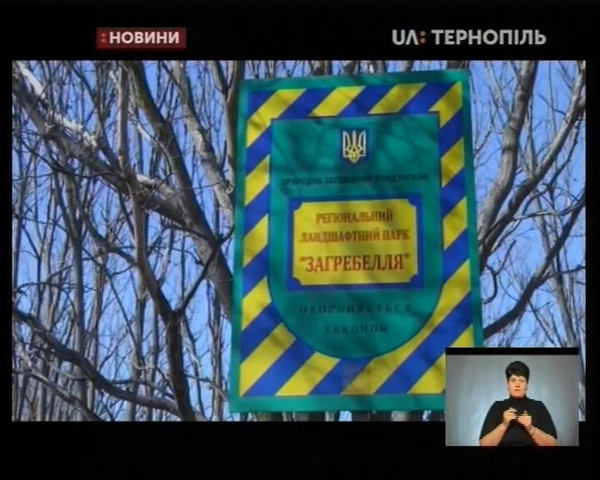 :НОВИНИ
UA: ТЕРНОПІЛЬ
ПРИРОДНО-ЗАПОВІДНИЙ ФОНД УКРАЇНИ
РЕГІОНАЛЬНИЙ
ЛАНДШАФТНИЙ ПАРК
"ЗАГРЕБЕЛЛЯ"
ОХОРОНЯЄТЬСЯ
ЗАКОНОМ